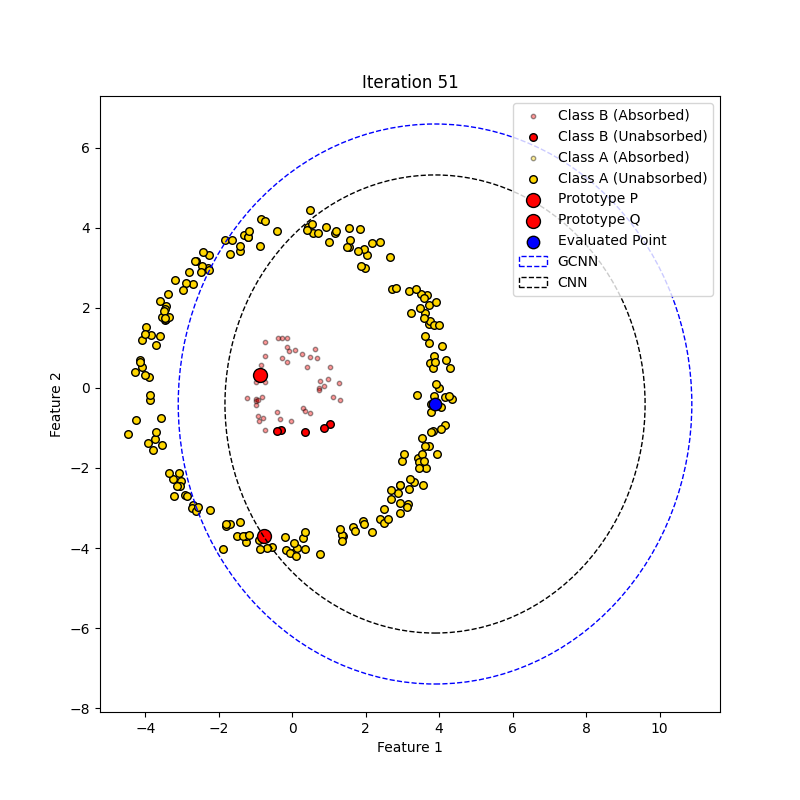 Iteration 51
Class B (Absorbed)
Class B (Unabsorbed)
Class A (Absorbed)
Class A (Unabsorbed)
Prototype P
Prototype Q
Evaluated Point
GCNN
CNN
6
4
2
0
−2
−4
−6
−8
Feature 2
−4 −2 0 2 4 6 8 10
Feature 1